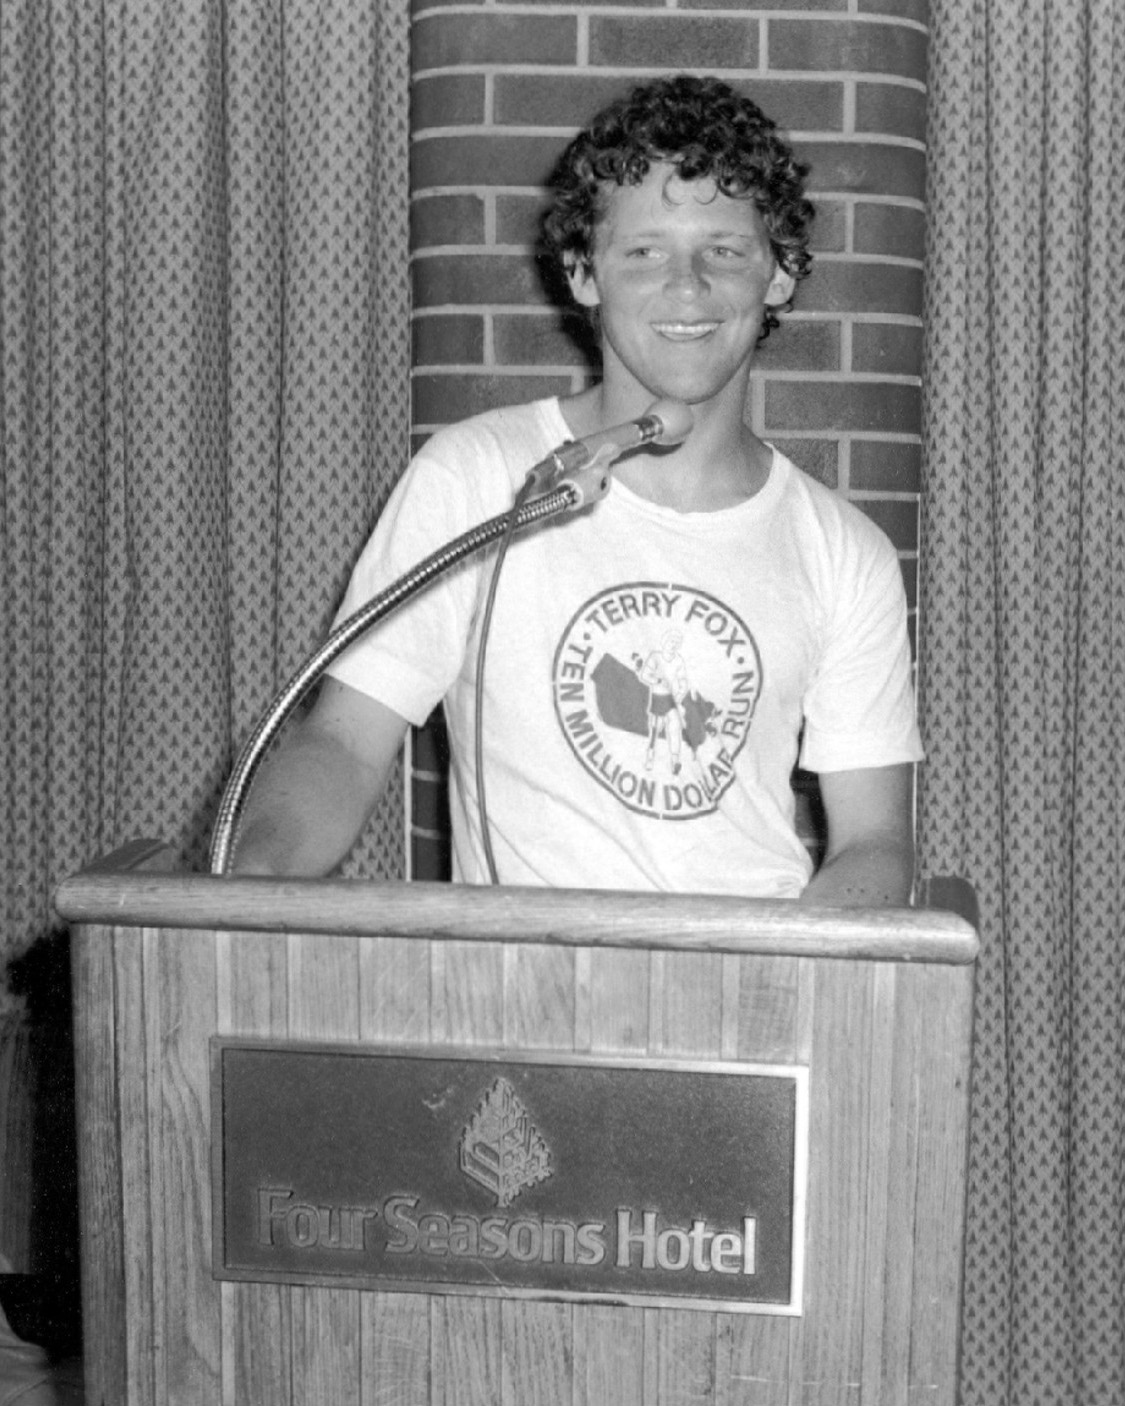 • TERRY FOX •
TEN MILLION DOLLAR RUN
Four Seasons Hotel